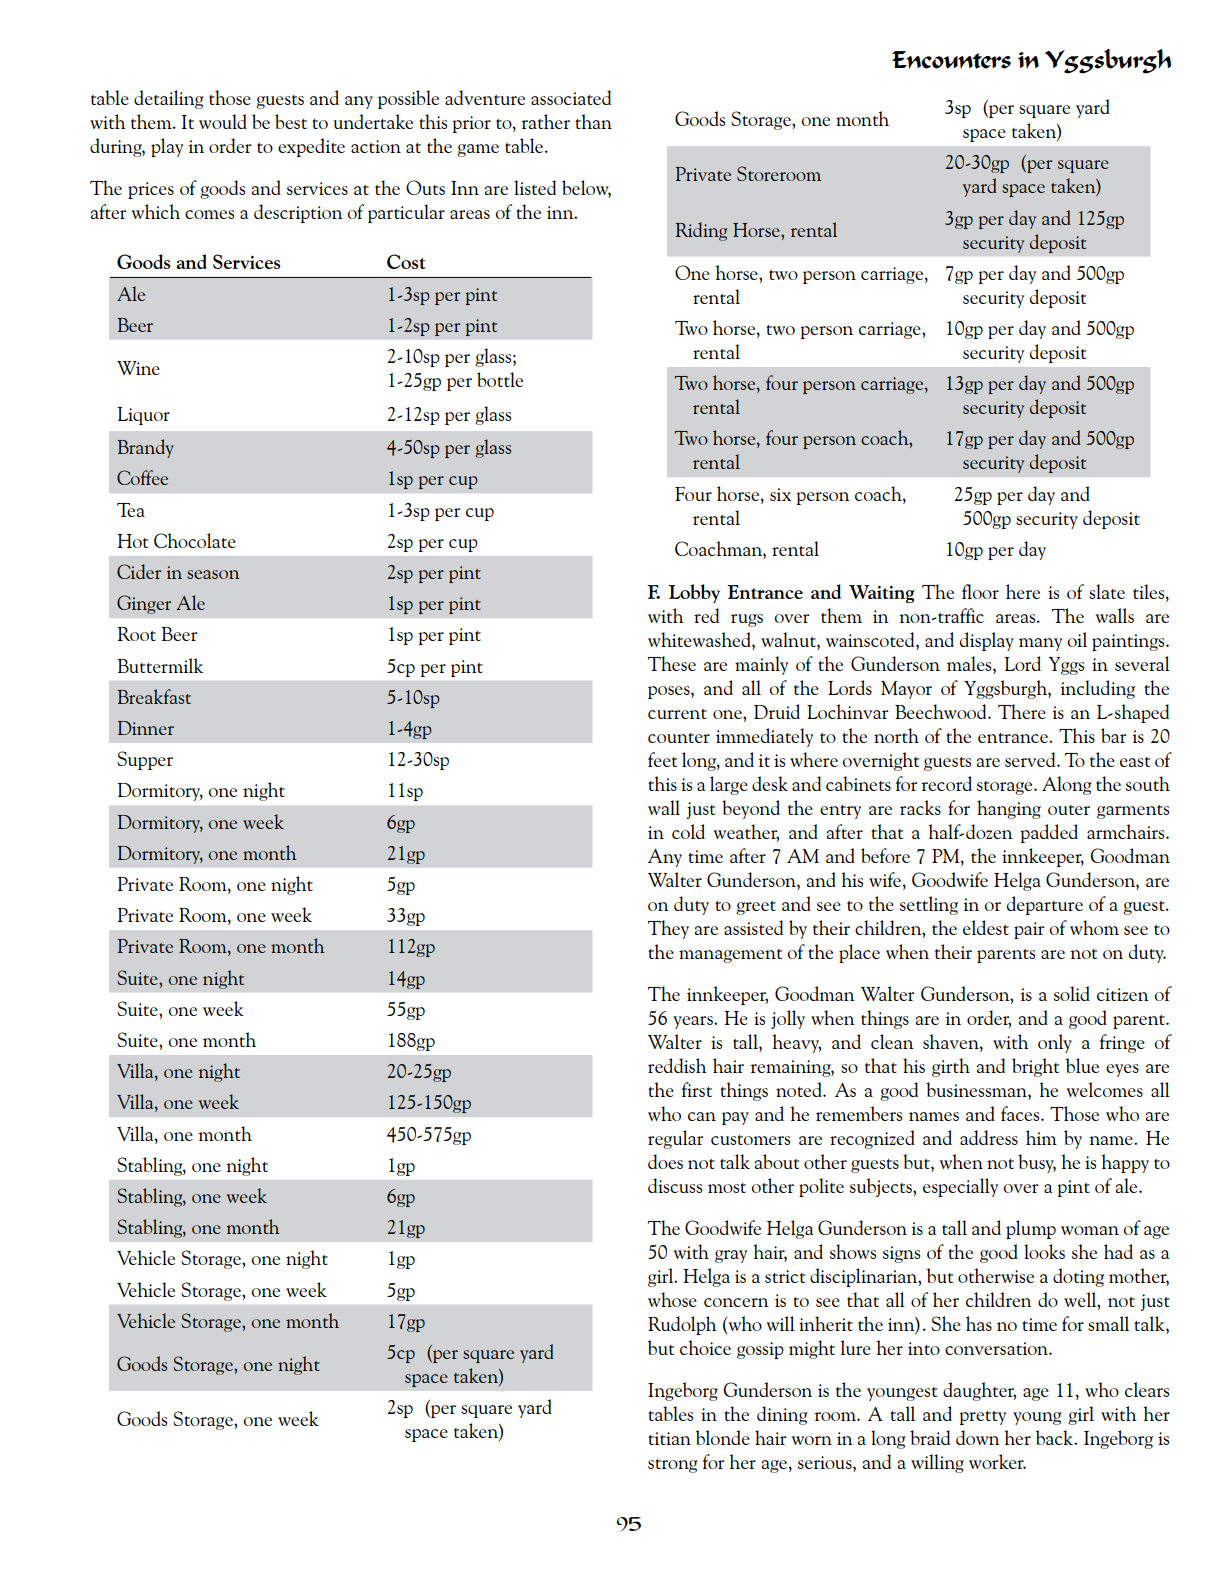 Encounters in Yggsburgh
table detailing those guests and any possible adventure associated
with them. It would be best to undertake this prior to, rather than
during, play in order to expedite action at the game table.
The prices of goods and services at the Outs Inn are listed below,
after which comes a description of particular areas of the inn.
Goods and Services Cost
Ale 1-3sp per pint
Beer 1-2sp per pint
Wine 2-10sp per glass;
1-25gp per bottle
Liquor 2-12sp per glass
Brandy 4-50sp per glass
Coffee 1sp per cup
Tea 1-3sp per cup
Hot Chocolate 2sp per cup
Cider in season 2sp per pint
Ginger Ale 1sp per pint
Root Beer 1sp per pint
Buttermilk 5cp per pint
Breakfast 5-10sp
Dinner 1-4gp
Supper 12-30sp
Dormitory, one night 11sp
Dormitory, one week 6gp
Dormitory, one month 21gp
Private Room, one night 5gp
Private Room, one week 33gp
Private Room, one month 112gp
Suite, one night 14gp
Suite, one week 55gp
Suite, one month 188gp
Villa, one night 20-25gp
Villa, one week 125-150gp
Villa, one month 450-575gp
Stabling, one night 1gp
Stabling, one week 6gp
Stabling, one month 21gp
Vehicle Storage, one night 1gp
Vehicle Storage, one week 5gp
Vehicle Storage, one month 17gp
Goods Storage, one night 5cp (per square yard
space taken)
Goods Storage, one week 2sp (per square yard
space taken)
Goods Storage, one month 3sp (per square yard
space taken)
Private Storeroom 20-30gp (per square
yard space taken)
Riding Horse, rental 3gp per day and 125gp
security deposit
One horse, two person carriage, 7gp per day and 500gp
rental security deposit
Two horse, two person carriage, 10gp per day and 500gp
rental security deposit
Two horse, four person carriage, 13gp per day and 500gp
rental security deposit
Two horse, four person coach, 17gp per day and 500gp
rental security deposit
Four horse, six person coach, 25gp per day and
rental 500gp security deposit
Coachman, rental 10gp per day
F. Lobby Entrance and Waiting The floor here is of slate tiles,
with red rugs over them in non-traffic areas. The walls are
whitewashed, walnut, wainscoted, and display many oil paintings.
These are mainly of the Gunderson males, Lord Yggs in several
poses, and all of the Lords Mayor of Yggsburgh, including the
current one, Druid Lochinvar Beechwood. There is an L-shaped
counter immediately to the north of the entrance. This bar is 20
feet long, and it is where overnight guests are served. To the east of
this is a large desk and cabinets for record storage. Along the south
wall just beyond the entry are racks for hanging outer garments
in cold weather, and after that a half-dozen padded armchairs.
Any time after 7 AM and before 7 PM, the innkeeper, Goodman
Walter Gunderson, and his wife, Goodwife Helga Gunderson, are
on duty to greet and see to the settling in or departure of a guest.
They are assisted by their children, the eldest pair of whom see to
the management of the place when their parents are not on duty.
The innkeeper, Goodman Walter Gunderson, is a solid citizen of
56 years. He is jolly when things are in order, and a good parent.
Walter is tall, heavy, and clean shaven, with only a fringe of
reddish hair remaining, so that his girth and bright blue eyes are
the first things noted. As a good businessman, he welcomes all
who can pay and he remembers names and faces. Those who are
regular customers are recognized and address him by name. He
does not talk about other guests but, when not busy, he is happy to
discuss most other polite subjects, especially over a pint of ale.
The Goodwife Helga Gunderson is a tall and plump woman of age
50 with gray hair, and shows signs of the good looks she had as a
girl. Helga is a strict disciplinarian, but otherwise a doting mother,
whose concern is to see that all of her children do well, not just
Rudolph (who will inherit the inn). She has no time for small talk,
but choice gossip might lure her into conversation.
Ingeborg Gunderson is the youngest daughter, age 11, who clears
tables in the dining room. A tall and pretty young girl with her
titian blonde hair worn in a long braid down her back. Ingeborg is
strong for her age, serious, and a willing worker.
95